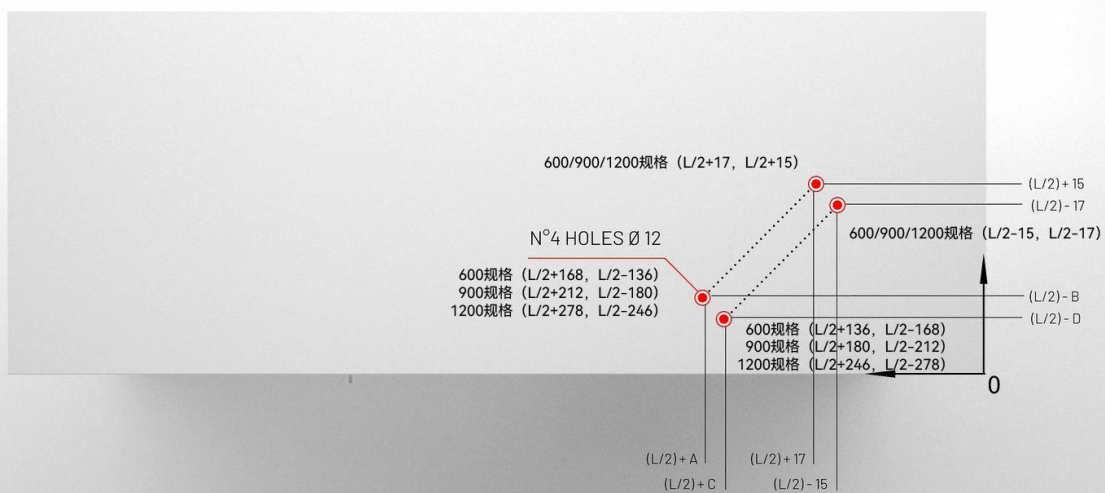 600/900/1200规格（L/2+17，L/2+15）
(L/2)+15
(L/2)-17
600/900/1200规格（L/2-15，L/2-17）
N°4 HOLES Ø 12
600规格（L/2+168，L/2-136）
900规格（L/2+212，L/2-180）
1200规格（L/2+278，L/2-246）
(L/2)-B
(L/2)-D
600规格（L/2+136，L/2-168）
900规格（L/2+180，L/2-212）
1200规格（L/2+246，L/2-278）
0
(L/2)+A
(L/2)+17
(L/2)+C
(L/2)-15